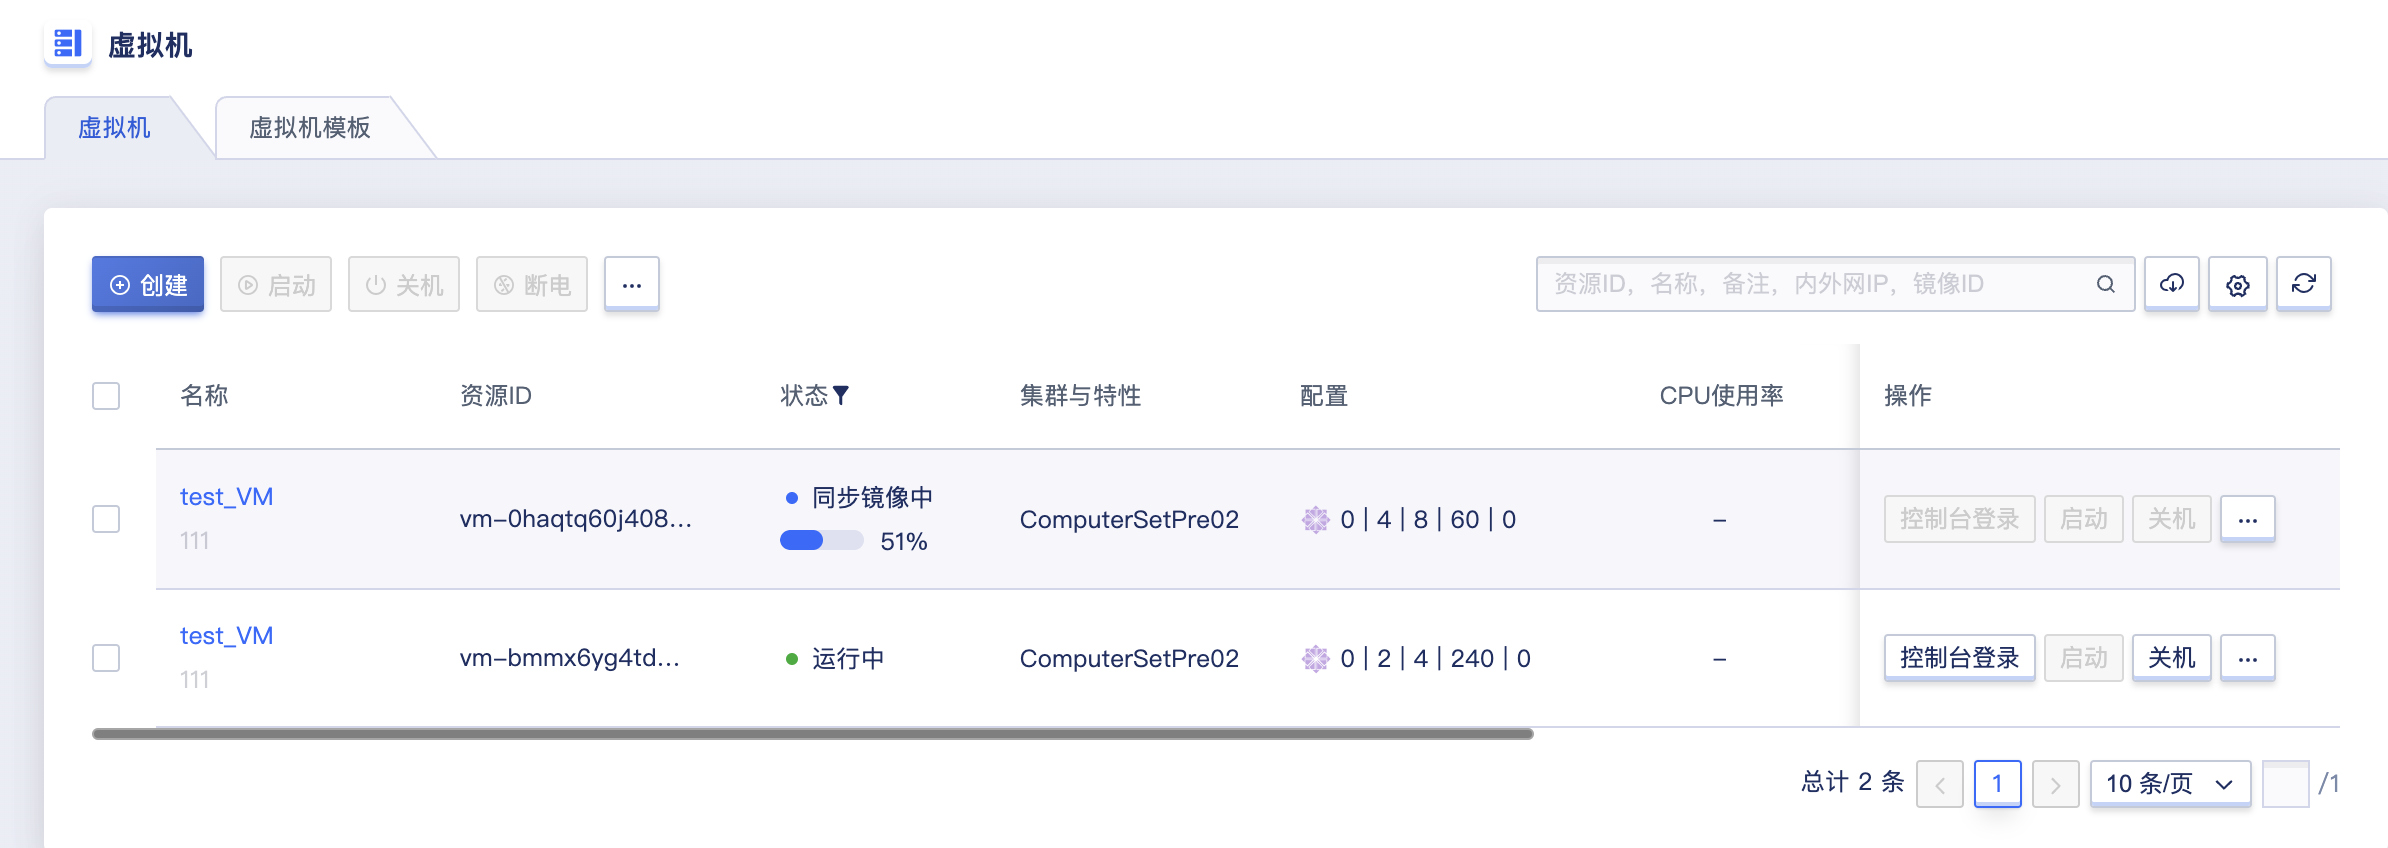 虚拟机
虚拟机 虚拟机模板
创建 启动 关机 断电 ... 资源ID，名称，备注，内外网IP，镜像ID
名称 资源ID 状态 集群与特性 配置 CPU使用率 操作
test_VM 同步镜像中
vm-0haqtq60j408... ComputerSetPre02 0 | 4 | 8 | 60 | 0 – 控制台登录 启动 关机 ...
111 51%
test_VM
vm-bmmx6yg4td... 运行中 ComputerSetPre02 0 | 2 | 4 | 240 | 0 – 控制台登录 启动 关机 ...
111
总计 2 条 < 1 > 10 条/页 /1